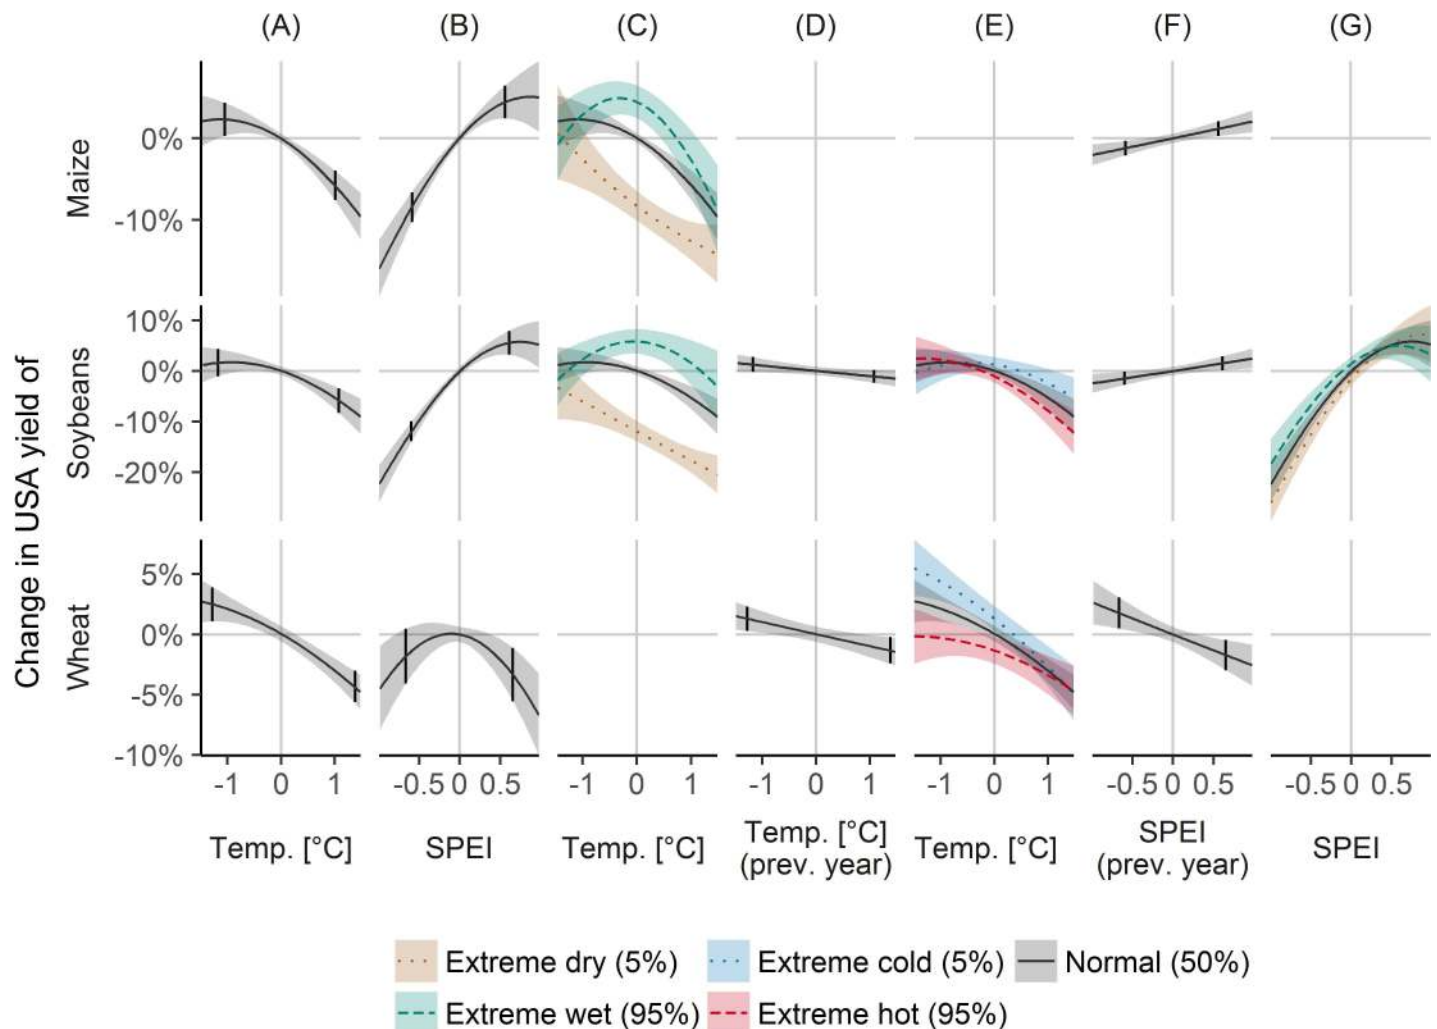 (A) (B) (C) (D) (E) (F) (G)
Change in USA yield of
Maize
0%
-10%
Soybeans
10%
0%
-10%
-20%
Wheat
5%
0%
-5%
-10%
-1 0 1 -0.5 0 0.5 -1 0 1 -1 0 1 -1 0 1 -0.5 0 0.5 -0.5 0 0.5
Temp. [°C] SPEI Temp. [°C] Temp. [°C] Temp. [°C] SPEI SPEI
(prev. year) (prev. year)
Extreme dry (5%) Extreme cold (5%) Normal (50%)
Extreme wet (95%) Extreme hot (95%)